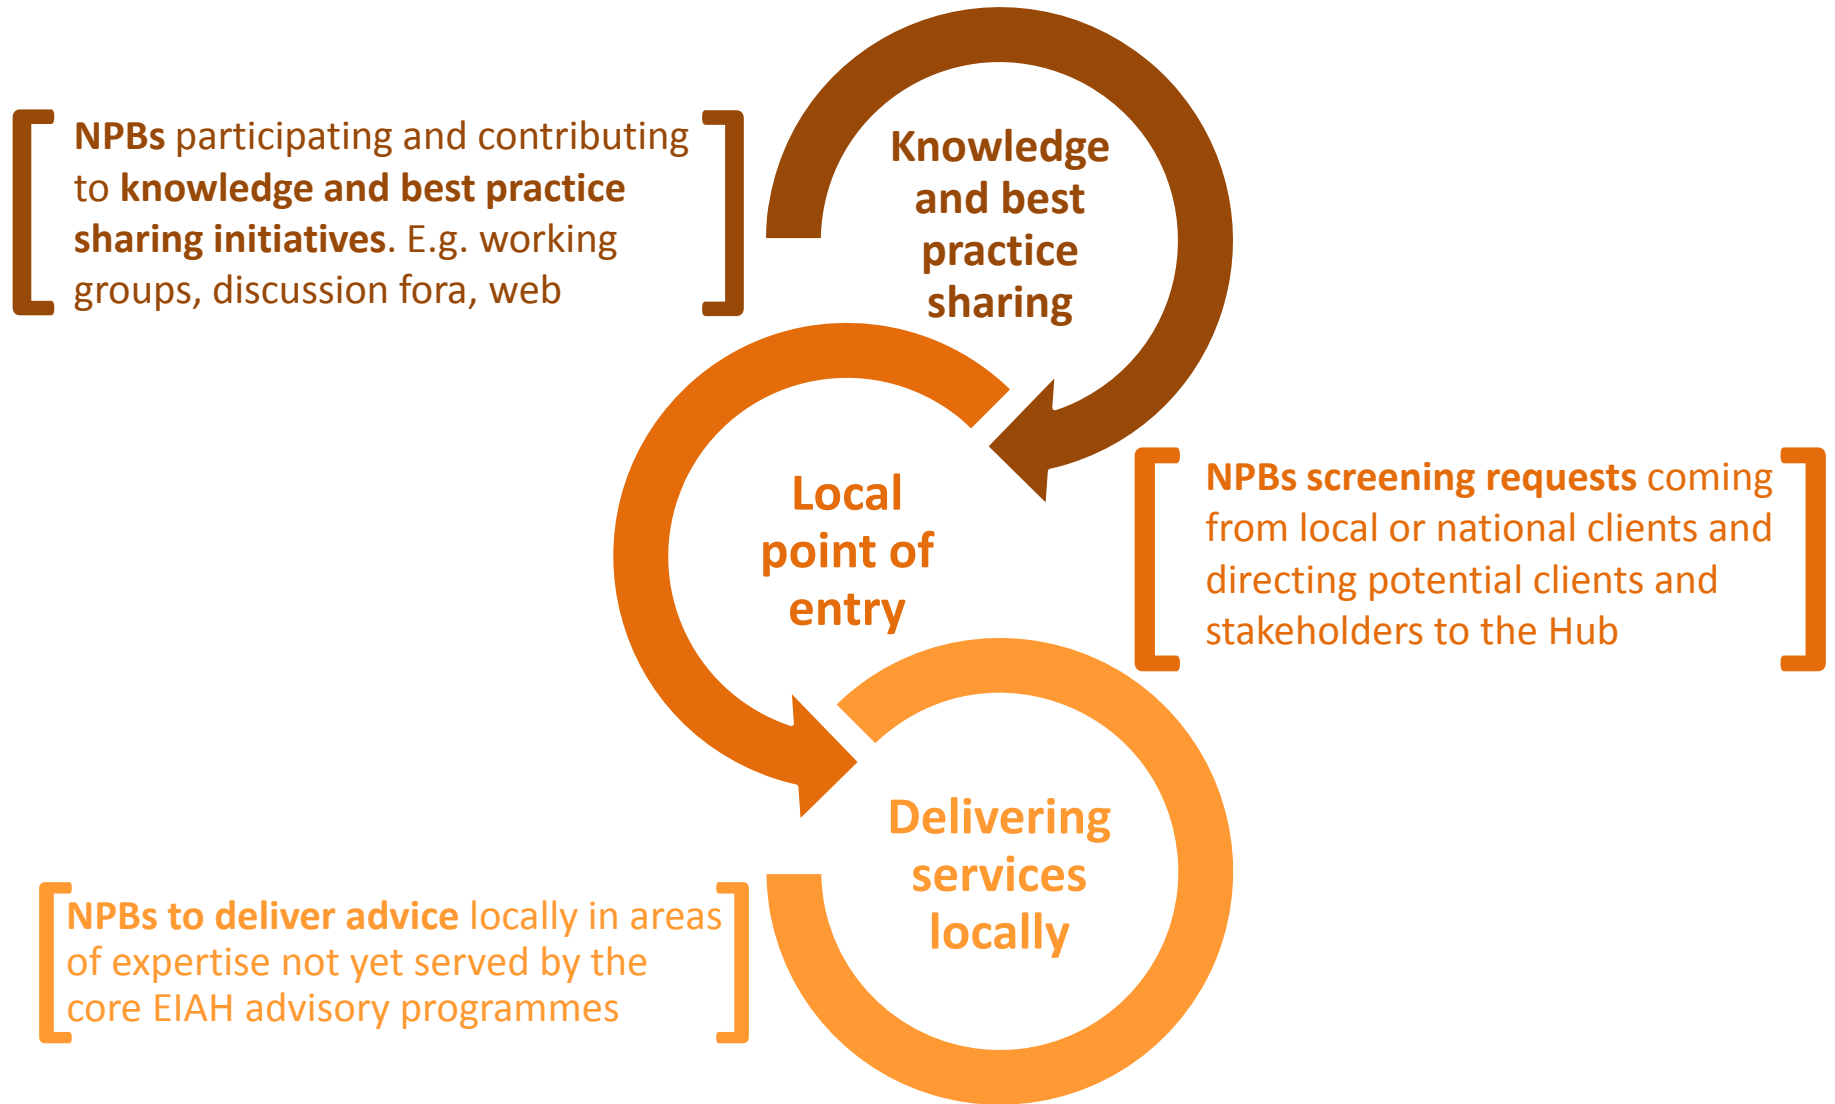 NPBs participating and contributing
to knowledge and best practice
sharing initiatives. E.g. working
groups, discussion fora, web
Knowledge
and best
practice
sharing
Local
point of
entry
NPBs screening requests coming
from local or national clients and
directing potential clients and
stakeholders to the Hub
Delivering
services
locally
NPBs to deliver advice locally in areas
of expertise not yet served by the
core EIAH advisory programmes